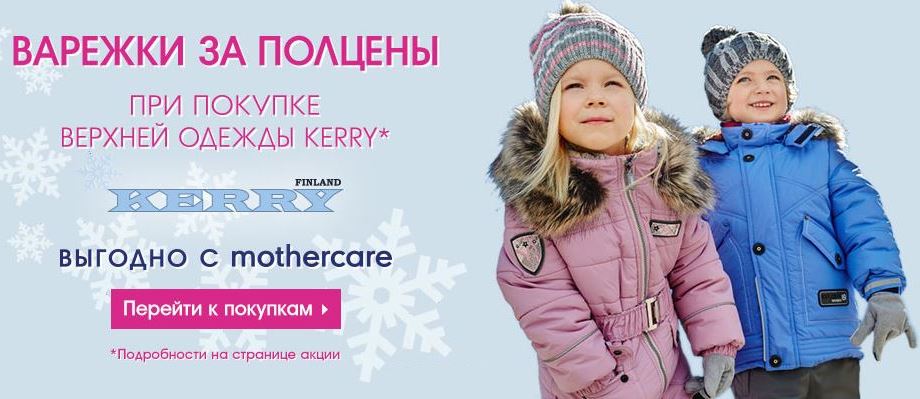 ВАРЕЖКИ ЗА ПОЛЦЕНЫ
ПРИ ПОКУПКЕ
ВЕРХНЕЙ ОДЕЖДЫ KERRY*
FINLAND
KERRY
ВЫГОДНО С mothercare
Перейти к покупкам
*Подробности на странице акции